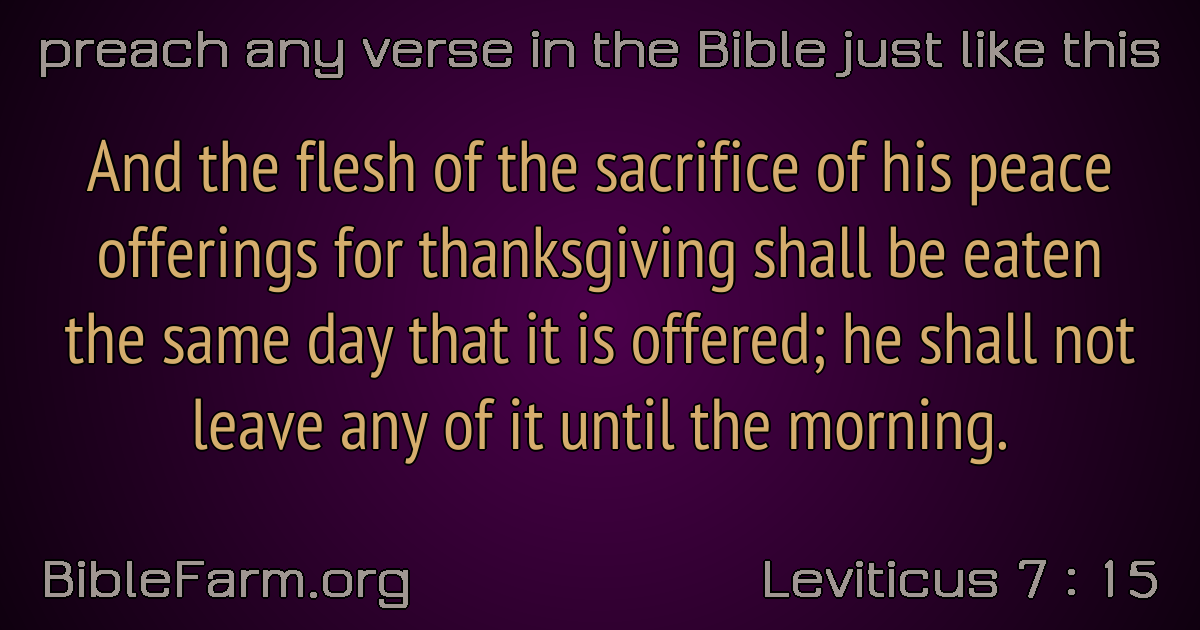 preach any verse in the Bible just like this
And the flesh of the sacrifice of his peace
offerings for thanksgiving shall be eaten
the same day that it is offered; he shall not
leave any of it until the morning.
BibleFarm.org
Leviticus 7 : 15